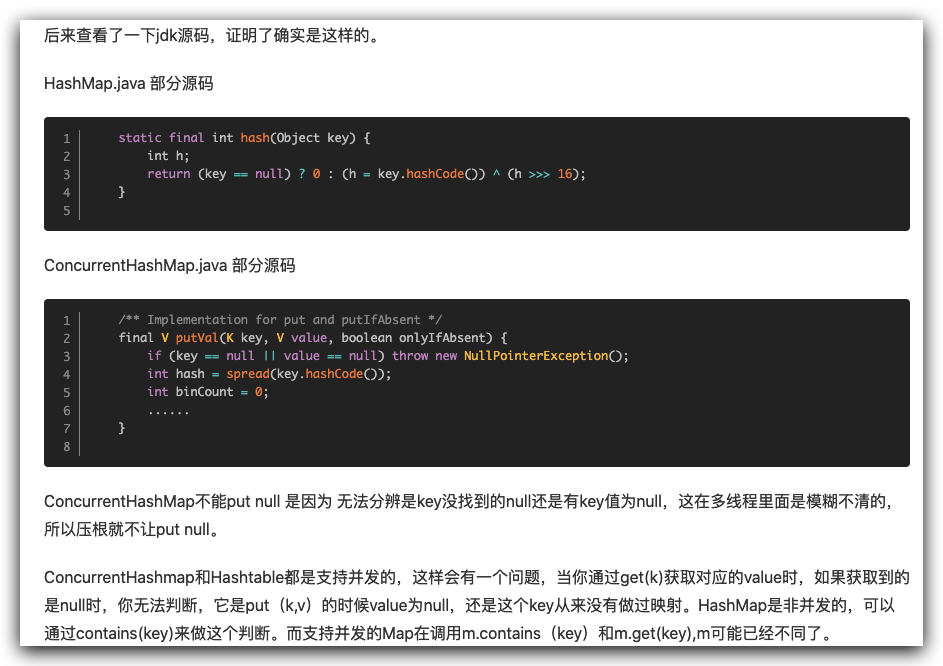 后来查看了一下jdk源码，证明了确实是这样的。
HashMap.java 部分源码
1 static final int hash(Object key) {
2 int h;
3 return (key == null) ? 0 : (h = key.hashCode()) ^ (h >>> 16);
4 }
5
ConcurrentHashMap.java 部分源码
1 /** Implementation for put and putIfAbsent */
2 final V putVal(K key, V value, boolean onlyIfAbsent) {
3 if (key == null || value == null) throw new NullPointerException();
4 int hash = spread(key.hashCode());
5 int binCount = 0;
6 ......
7 }
8
ConcurrentHashMap不能put null 是因为 无法分辨是key没找到的null还是有key值为null，这在多线程里面是模糊不清的，
所以压根就不让put null。
ConcurrentHashmap和Hashtable都是支持并发的，这样会有一个问题，当你通过get(k)获取对应的value时，如果获取到的
是null时，你无法判断，它是put（k,v）的时候value为null，还是这个key从来没有做过映射。HashMap是非并发的，可以
通过contains(key)来做这个判断。而支持并发的Map在调用m.contains（key）和m.get(key),m可能已经不同了。